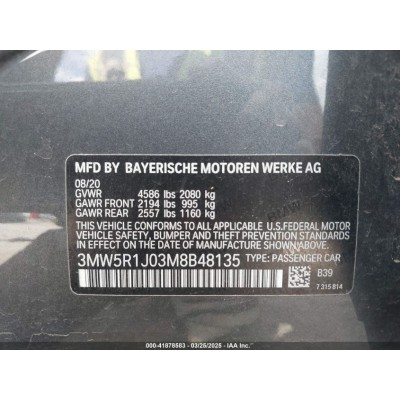 MFD BY BAYERISCHE MOTOREN WERKE AG
08/20
GVWR 4586 lbs 2080 kg
GAWR FRONT 2194 lbs 995 kg
GAWR REAR 2557 lbs 1160 kg
THIS VEHICLE CONFORMS TO ALL APPLICABLE U.S.FEDERAL MOTOR
VEHICLE SAFETY, BUMPER, AND THEFT PREVENTION STANDARDS
IN EFFECT ON THE DATE OF MANUFACTURE SHOWN ABOVE.
3MW5R1J03M8B48135 TYPE: PASSENGER CAR
B39
7 315 814
000-41878583 — 03/25/2025 — IAA Inc.